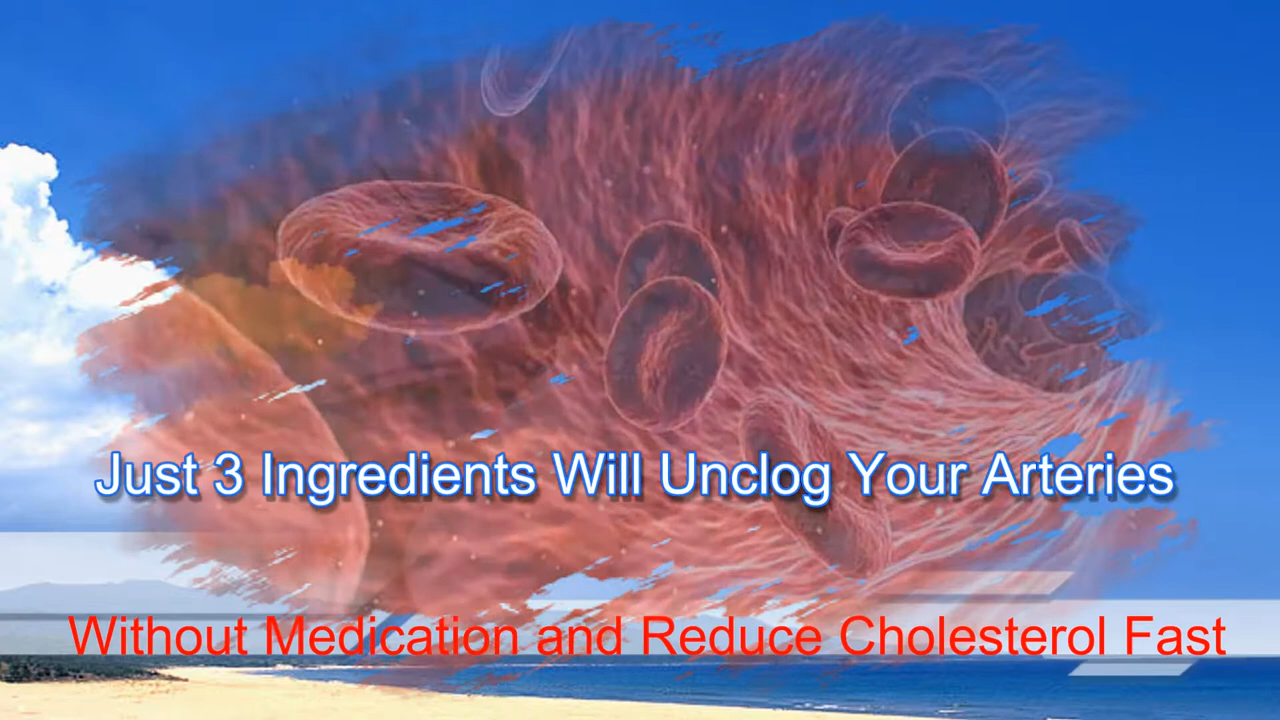 Just 3 Ingredients Will Unclog Your Arteries
Without Medication and Reduce Cholesterol Fast